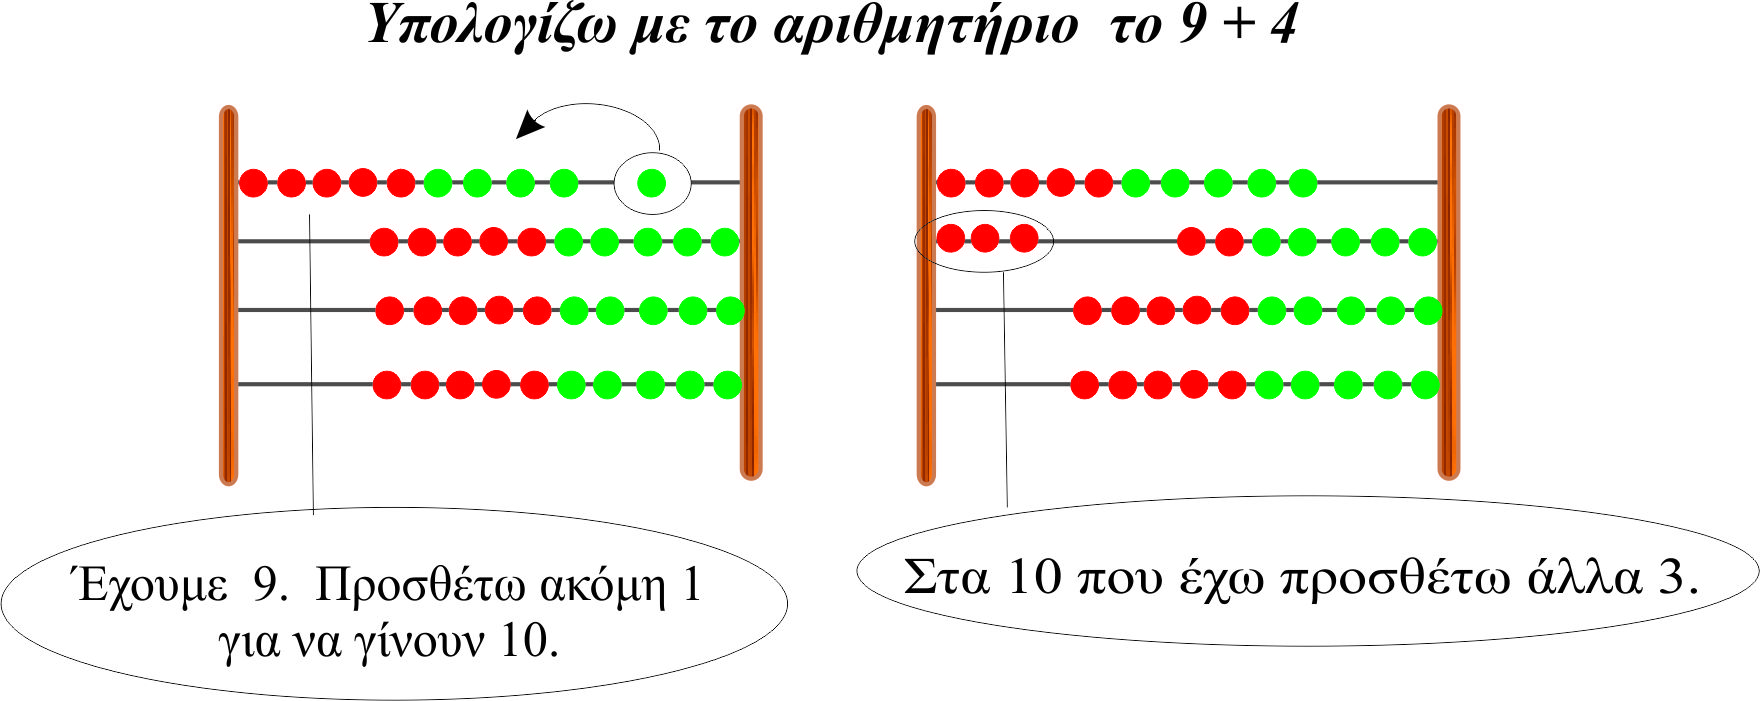 Υπολογίζω με το αριθμητήριο το 9 + 4
Έχουμε 9. Προσθέτω ακόμη 1
για να γίνουν 10.
Στα 10 που έχω προσθέτω άλλα 3.